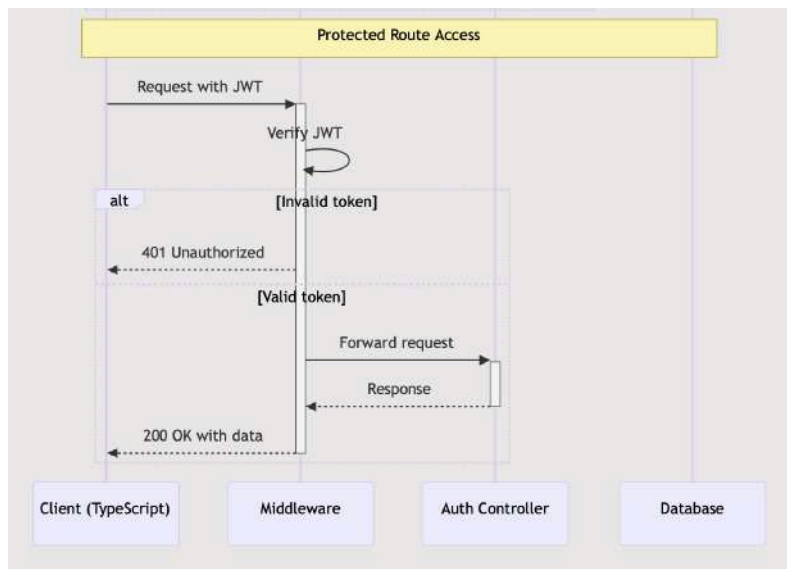 Protected Route Access
Request with JWT
Verify JWT
alt
[Invalid token]
401 Unauthorized
[Valid token]
Forward request
Response
200 OK with data
Client (TypeScript)
Middleware
Auth Controller
Database